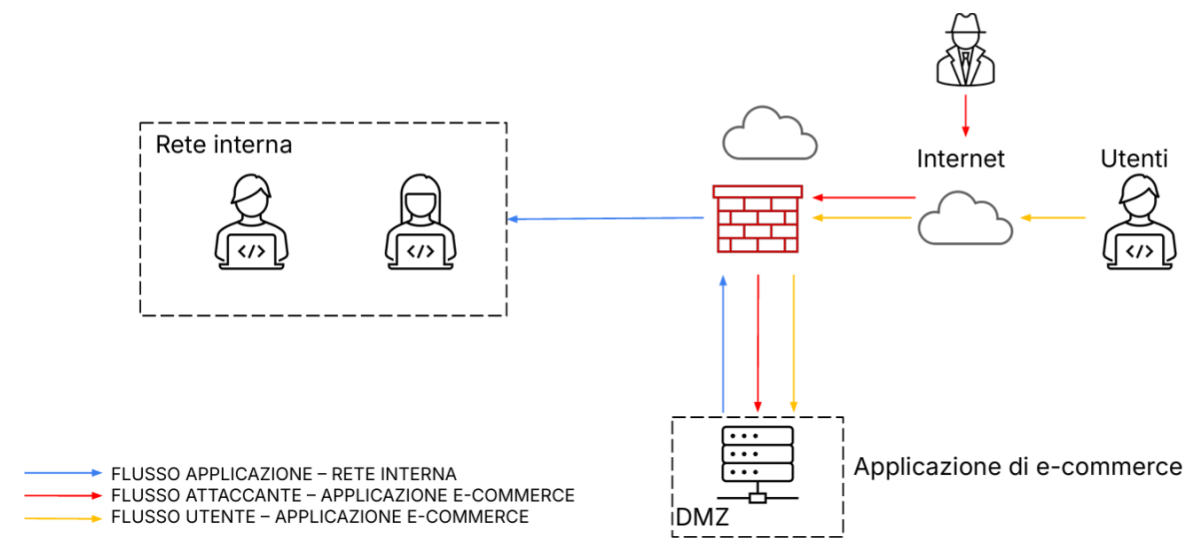 Rete interna
</>
</>
Internet
Utenti
</>
Applicazione di e-commerce
DMZ
FLUSSO APPLICAZIONE – RETE INTERNA
FLUSSO ATTACCANTE – APPLICAZIONE E-COMMERCE
FLUSSO UTENTE – APPLICAZIONE E-COMMERCE